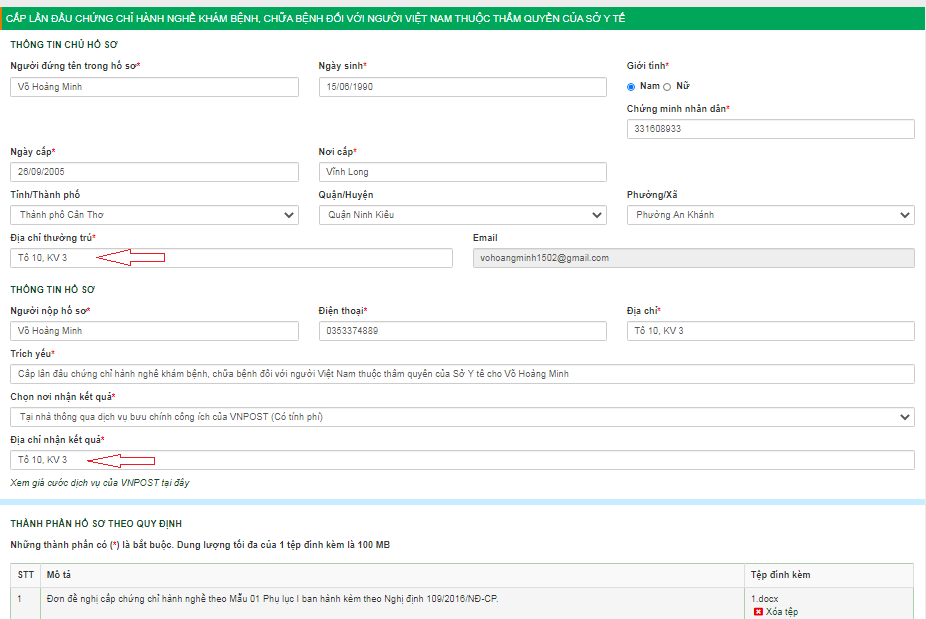 CẤP LẦN ĐẦU CHỨNG CHỈ HÀNH NGHỀ KHÁM BỆNH, CHỮA BỆNH ĐỐI VỚI NGƯỜI VIỆT NAM THUỘC THẨM QUYỀN CỦA SỞ Y TẾ
THÔNG TIN CHỦ HỒ SƠ
Người đứng tên trong hồ sơ* Ngày sinh* Giới tính*
Võ Hoàng Minh 15/06/1990 Nam Nữ
Chứng minh nhân dân*
331608933
Ngày cấp* Nơi cấp*
26/09/2005 Vĩnh Long
Tỉnh/Thành phố Quận/Huyện Phường/Xã
Thành phố Cần Thơ Quận Ninh Kiều Phường An Khánh
Địa chỉ thường trú* Email
Tổ 10, KV 3 vohoangminh1502@gmail.com
THÔNG TIN HỒ SƠ
Người nộp hồ sơ* Điện thoại* Địa chỉ*
Võ Hoàng Minh 0353374889 Tổ 10, KV 3
Trích yếu*
Cấp lần đầu chứng chỉ hành nghề khám bệnh, chữa bệnh đối với người Việt Nam thuộc thẩm quyền của Sở Y tế cho Võ Hoàng Minh
Chọn nơi nhận kết quả*
Tại nhà thông qua dịch vụ bưu chính công ích của VNPOST (Có tính phí)
Địa chỉ nhận kết quả*
Tổ 10, KV 3
Xem giá cước dịch vụ của VNPOST tại đây
THÀNH PHẦN HỒ SƠ THEO QUY ĐỊNH
Những thành phần có (*) là bắt buộc. Dung lượng tối đa của 1 tệp đính kèm là 100 MB
STT Mô tả Tệp đính kèm
1 Đơn đề nghị cấp chứng chỉ hành nghề theo Mẫu 01 Phụ lục I ban hành kèm theo Nghị định 109/2016/NĐ-CP. 1.docx
Xóa tệp